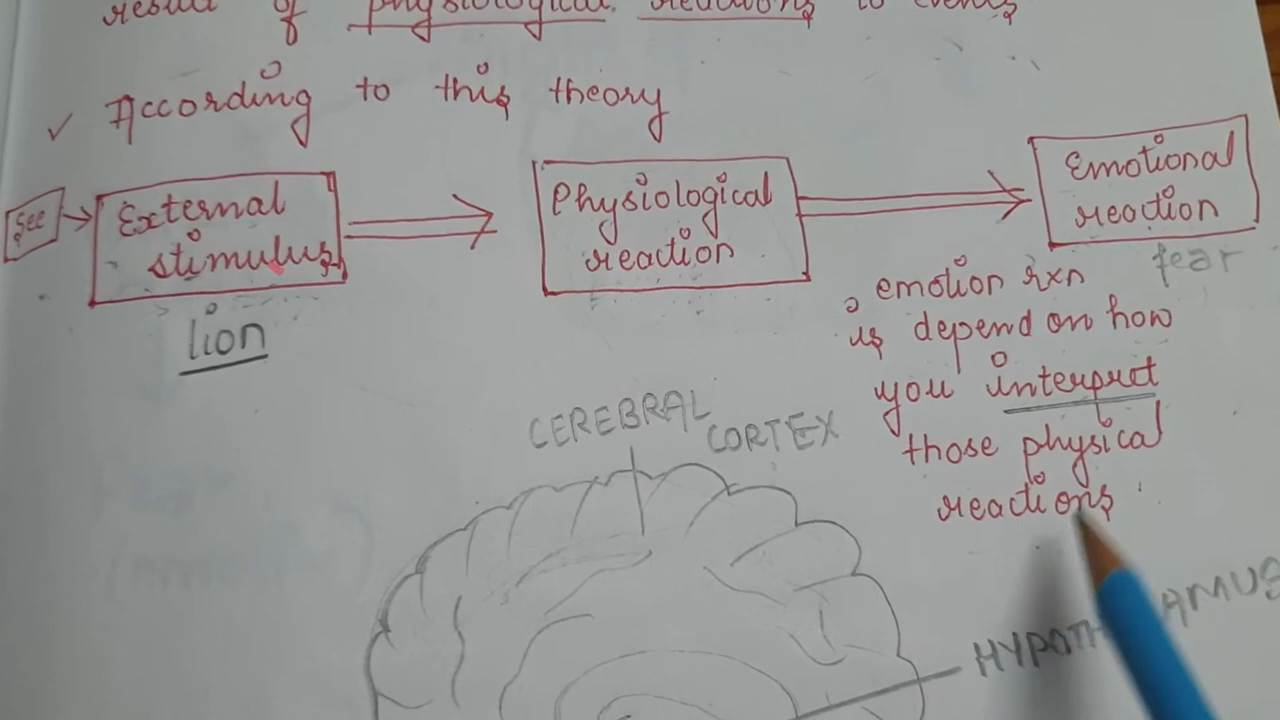 result of physiological reactions to events
✓ According to this theory
See → External stimulus ⇒ Physiological reaction ⇒ Emotional reaction
lion
fear
emotion rxn
is depend on how
you interpret
those physical
reactions
CEREBRAL
CORTEX